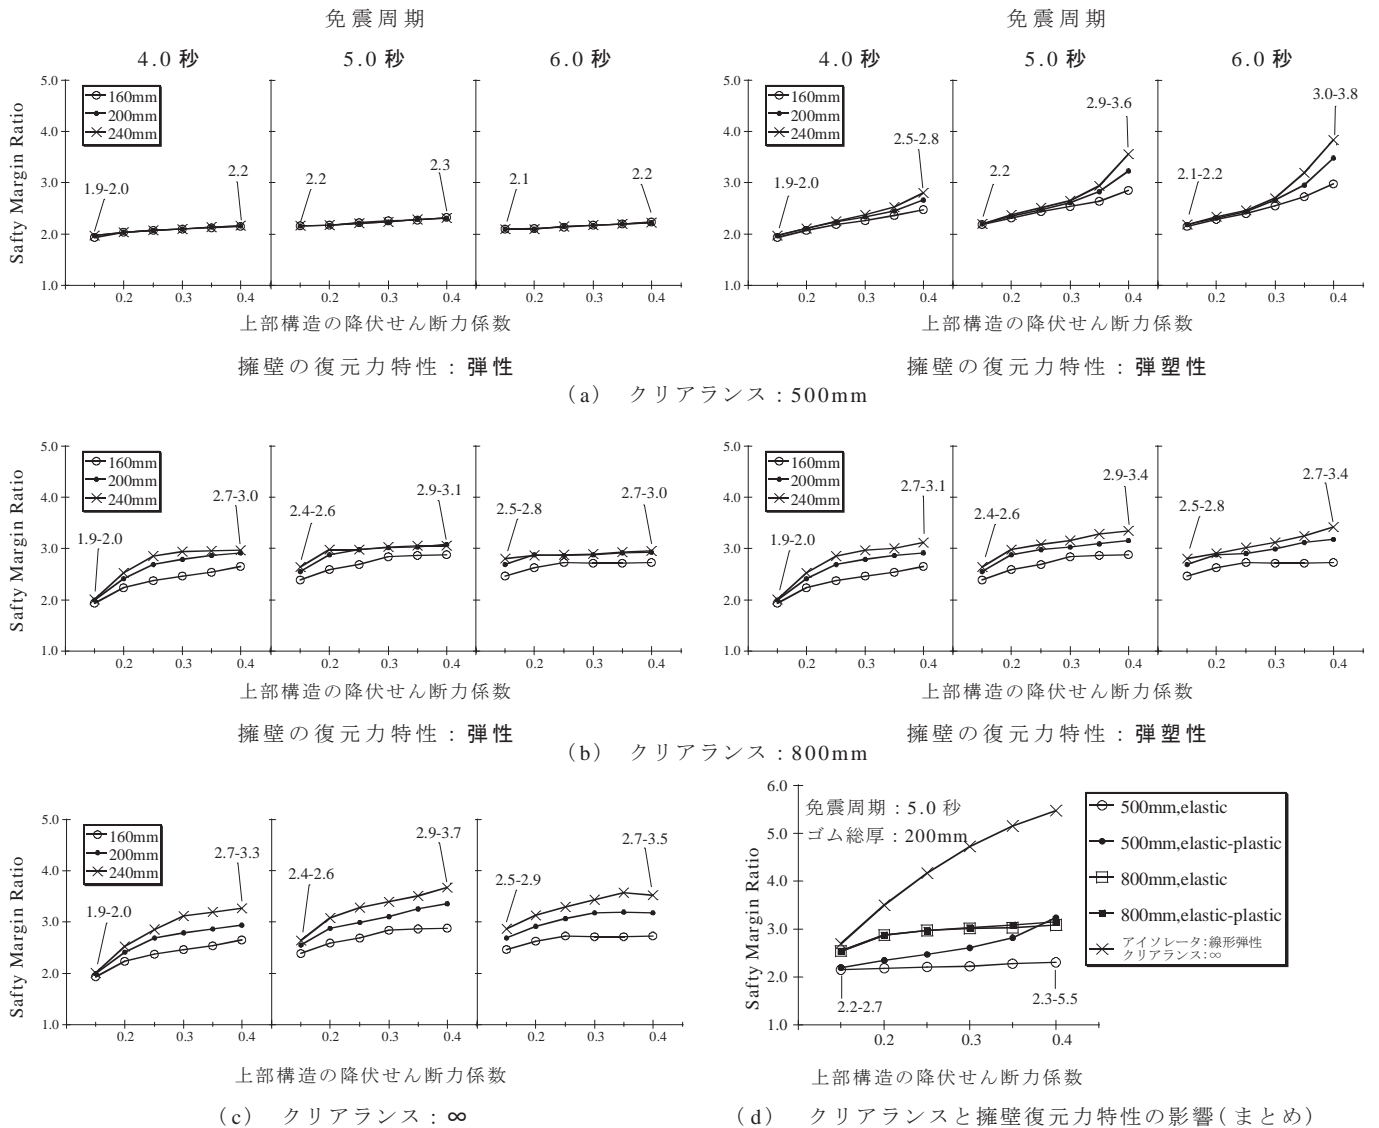 免震周期
4.0 秒 5.0 秒 6.0 秒
Safty Margin Ratio
5.0
4.0
3.0
2.0
1.0
160mm
200mm
240mm
1.9-2.0
2.2
2.2
2.3
2.1
2.2
0.2 0.3 0.4 0.2 0.3 0.4 0.2 0.3 0.4
上部構造の降伏せん断力係数
擁壁の復元力特性：弾性
免震周期
4.0 秒 5.0 秒 6.0 秒
5.0
4.0
3.0
2.0
1.0
160mm
200mm
240mm
1.9-2.0
2.5-2.8
2.2
2.9-3.6
2.1-2.2
3.0-3.8
0.2 0.3 0.4 0.2 0.3 0.4 0.2 0.3 0.4
上部構造の降伏せん断力係数
擁壁の復元力特性：弾塑性
(a) クリアランス：500mm
Safty Margin Ratio
5.0
4.0
3.0
2.0
1.0
160mm
200mm
240mm
1.9-2.0
2.7-3.0
2.4-2.6
2.9-3.1
2.5-2.8
2.7-3.0
0.2 0.3 0.4 0.2 0.3 0.4 0.2 0.3 0.4
上部構造の降伏せん断力係数
擁壁の復元力特性：弾性
5.0
4.0
3.0
2.0
1.0
160mm
200mm
240mm
1.9-2.0
2.7-3.1
2.4-2.6
2.9-3.4
2.5-2.8
2.7-3.4
0.2 0.3 0.4 0.2 0.3 0.4 0.2 0.3 0.4
上部構造の降伏せん断力係数
擁壁の復元力特性：弾塑性
(b) クリアランス：800mm
Safty Margin Ratio
5.0
4.0
3.0
2.0
1.0
160mm
200mm
240mm
1.9-2.0
2.7-3.3
2.4-2.6
2.9-3.7
2.5-2.9
2.7-3.5
0.2 0.3 0.4 0.2 0.3 0.4 0.2 0.3 0.4
上部構造の降伏せん断力係数
(c) クリアランス：∞
Safty Margin Ratio
6.0
5.0
4.0
3.0
2.0
1.0
免震周期：5.0 秒
ゴム総厚：200mm
2.2-2.7
2.3-5.5
0.2 0.3 0.4
500mm,elastic
500mm,elastic-plastic
800mm,elastic
800mm,elastic-plastic
アイソレータ：線形弾性
クリアランス：∞
上部構造の降伏せん断力係数
(d) クリアランスと擁壁復元力特性の影響(まとめ)